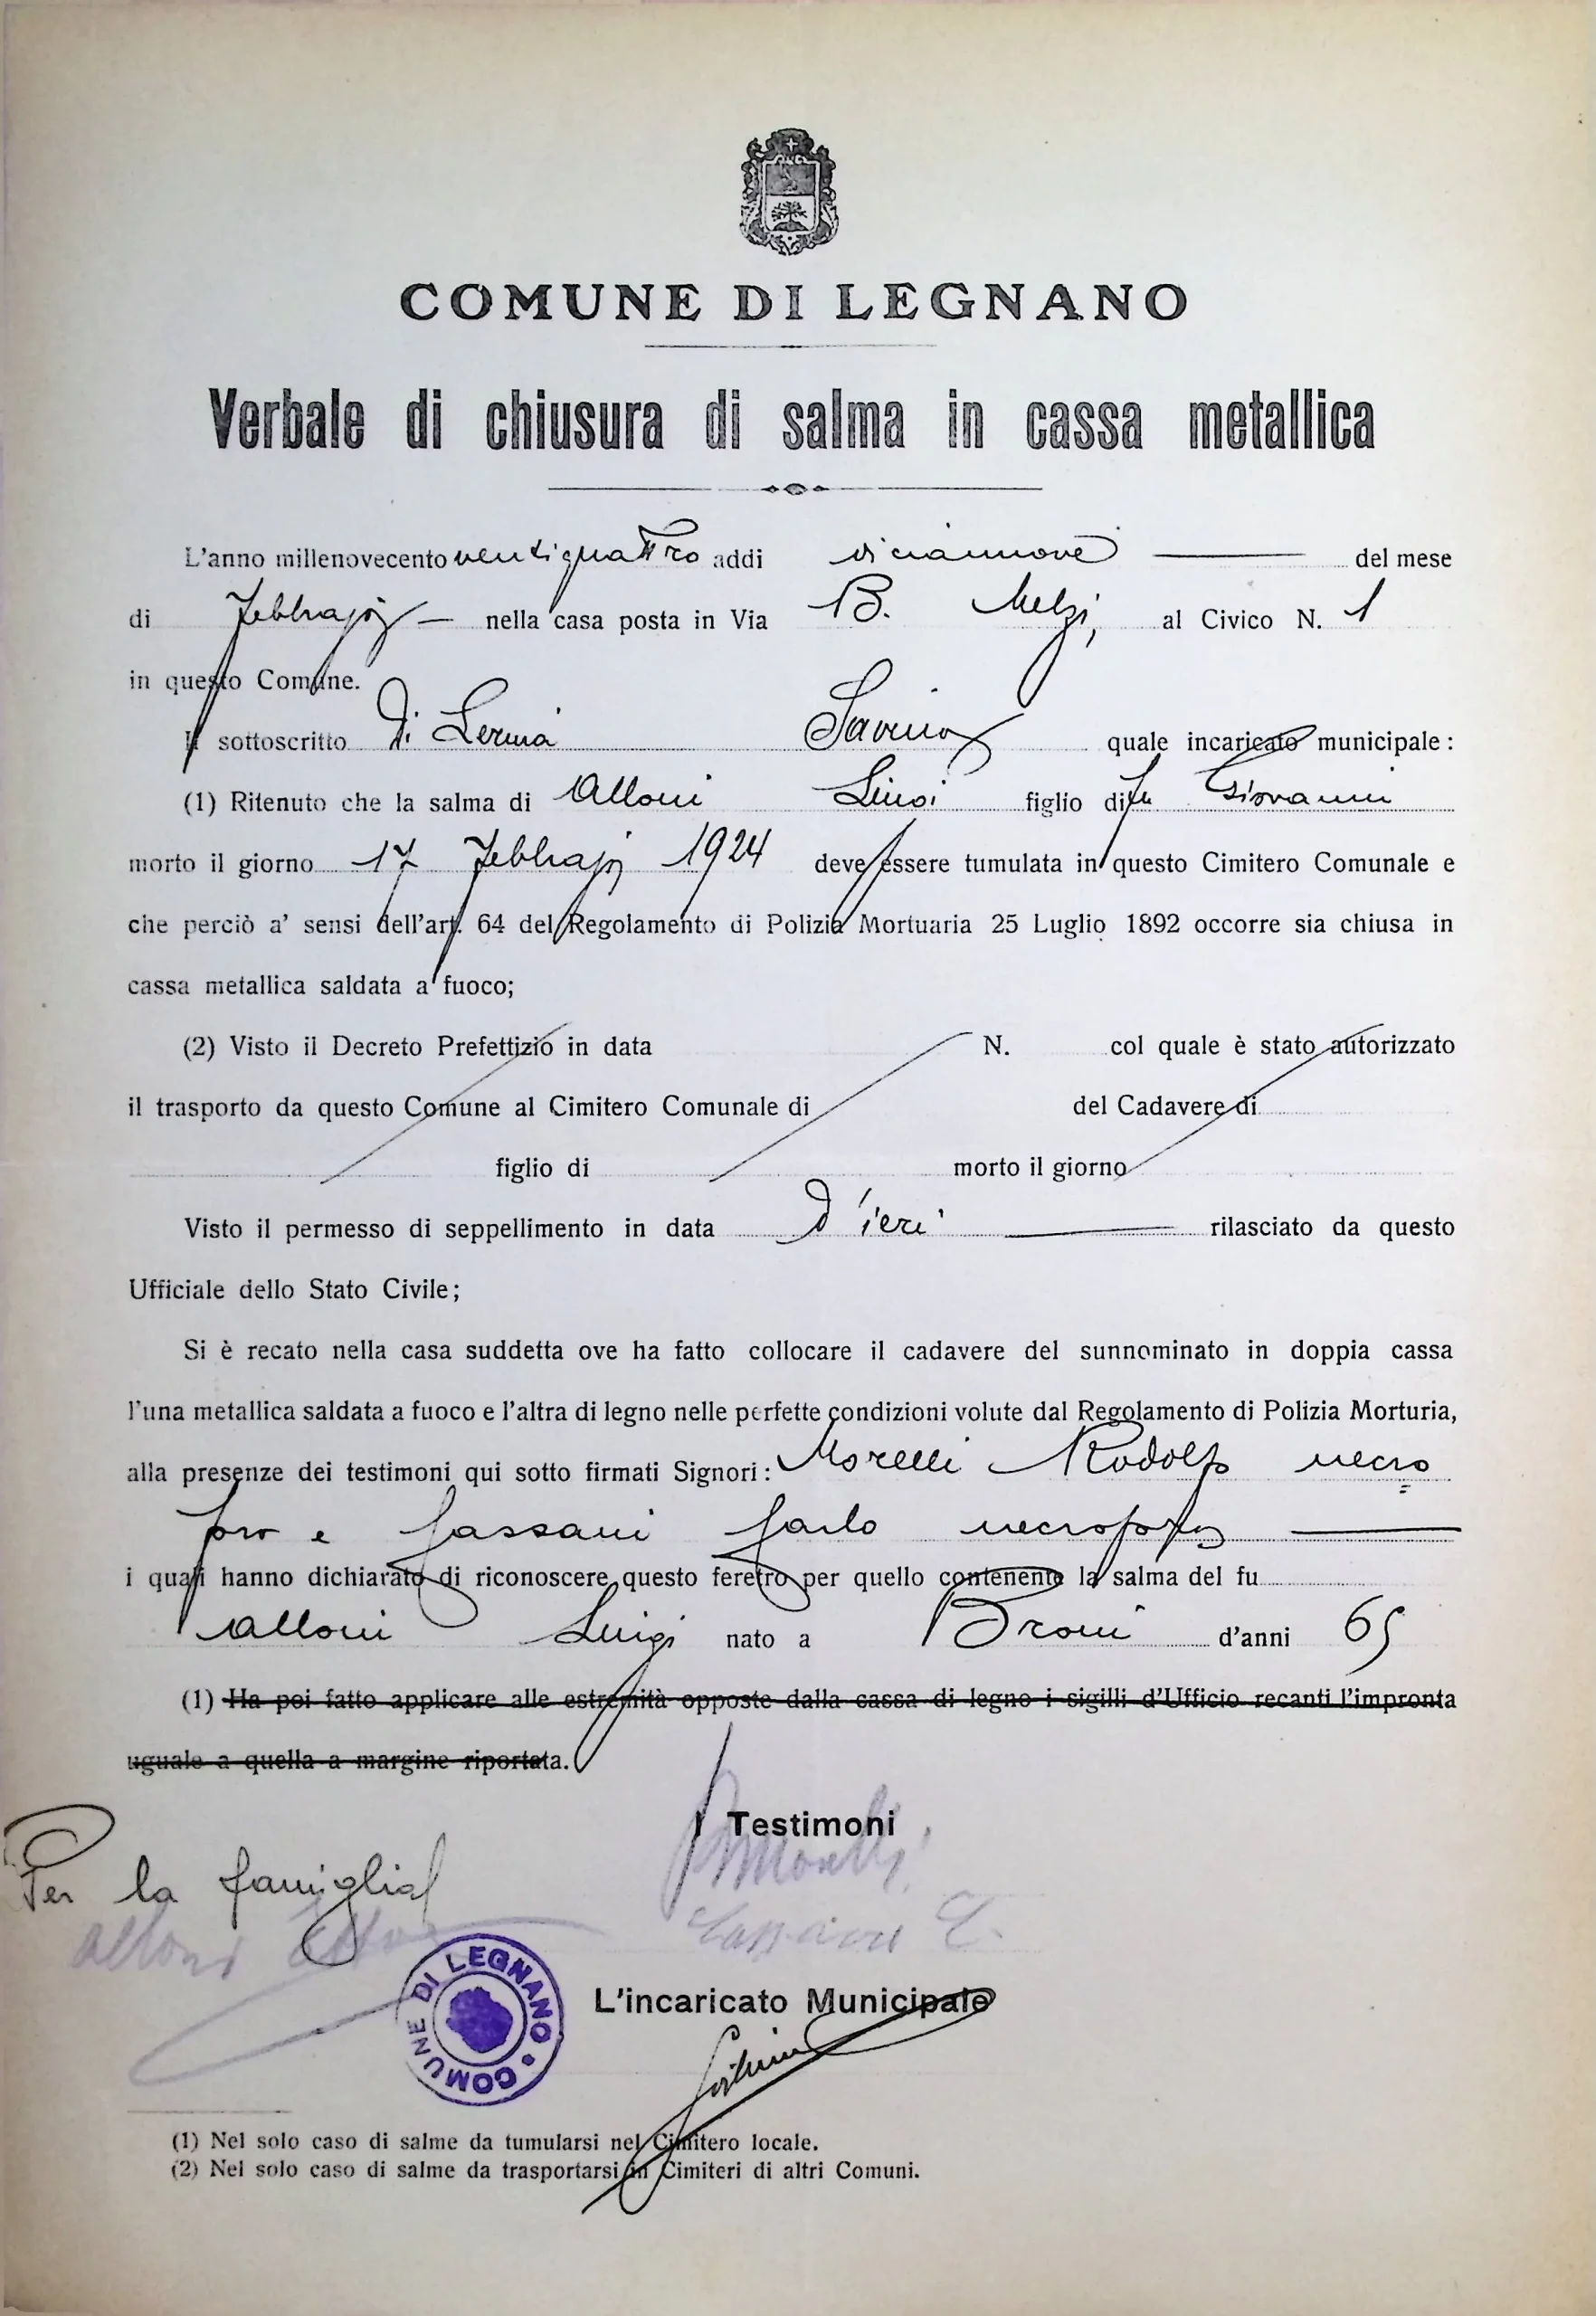 COMUNE DI LEGNANO
Verbale di chiusura di salma in cassa metallica
L'anno millenovecento ventiquattro addi diciannove del mese
di Febbrajo nella casa posta in Via B. Melzi, al Civico N. 1
in questo Comune.
Il sottoscritto Di Lerma Savino quale incaricato municipale:
(1) Ritenuto che la salma di Alloni Luigi figlio di fu Giovanni
morto il giorno 17 Febbrajo 1924 deve essere tumulata in questo Cimitero Comunale e
che perciò a' sensi dell'art. 64 del Regolamento di Polizia Mortuaria 25 Luglio 1892 occorre sia chiusa in
cassa metallica saldata a fuoco;
(2) Visto il Decreto Prefettizio in data N. col quale è stato autorizzato
il trasporto da questo Comune al Cimitero Comunale di del Cadavere di
figlio di morto il giorno
Visto il permesso di seppellimento in data d'ieri rilasciato da questo
Ufficiale dello Stato Civile;
Si è recato nella casa suddetta ove ha fatto collocare il cadavere del sunnominato in doppia cassa
l'una metallica saldata a fuoco e l'altra di legno nelle perfette condizioni volute dal Regolamento di Polizia Morturia,
alla presenze dei testimoni qui sotto firmati Signori: Morelli Rodolfo necro
foro e Cassani Carlo necroforo
i quali hanno dichiarato di riconoscere questo feretro per quello contenente la salma del fu
Alloni Luigi nato a Broni d'anni 65
(1) Ha poi fatto applicare alle estremità opposte dalla cassa di legno i sigilli d'Ufficio recanti l'impronta
uguale a quella a margine riportata.
I Testimoni
Per la famiglia
R Morelli
Alloni
Cassani C.
COMUNE DI LEGNANO
L'incaricato Municipale
(1) Nel solo caso di salme da tumularsi nel Cimitero locale.
(2) Nel solo caso di salme da trasportarsi in Cimiteri di altri Comuni.